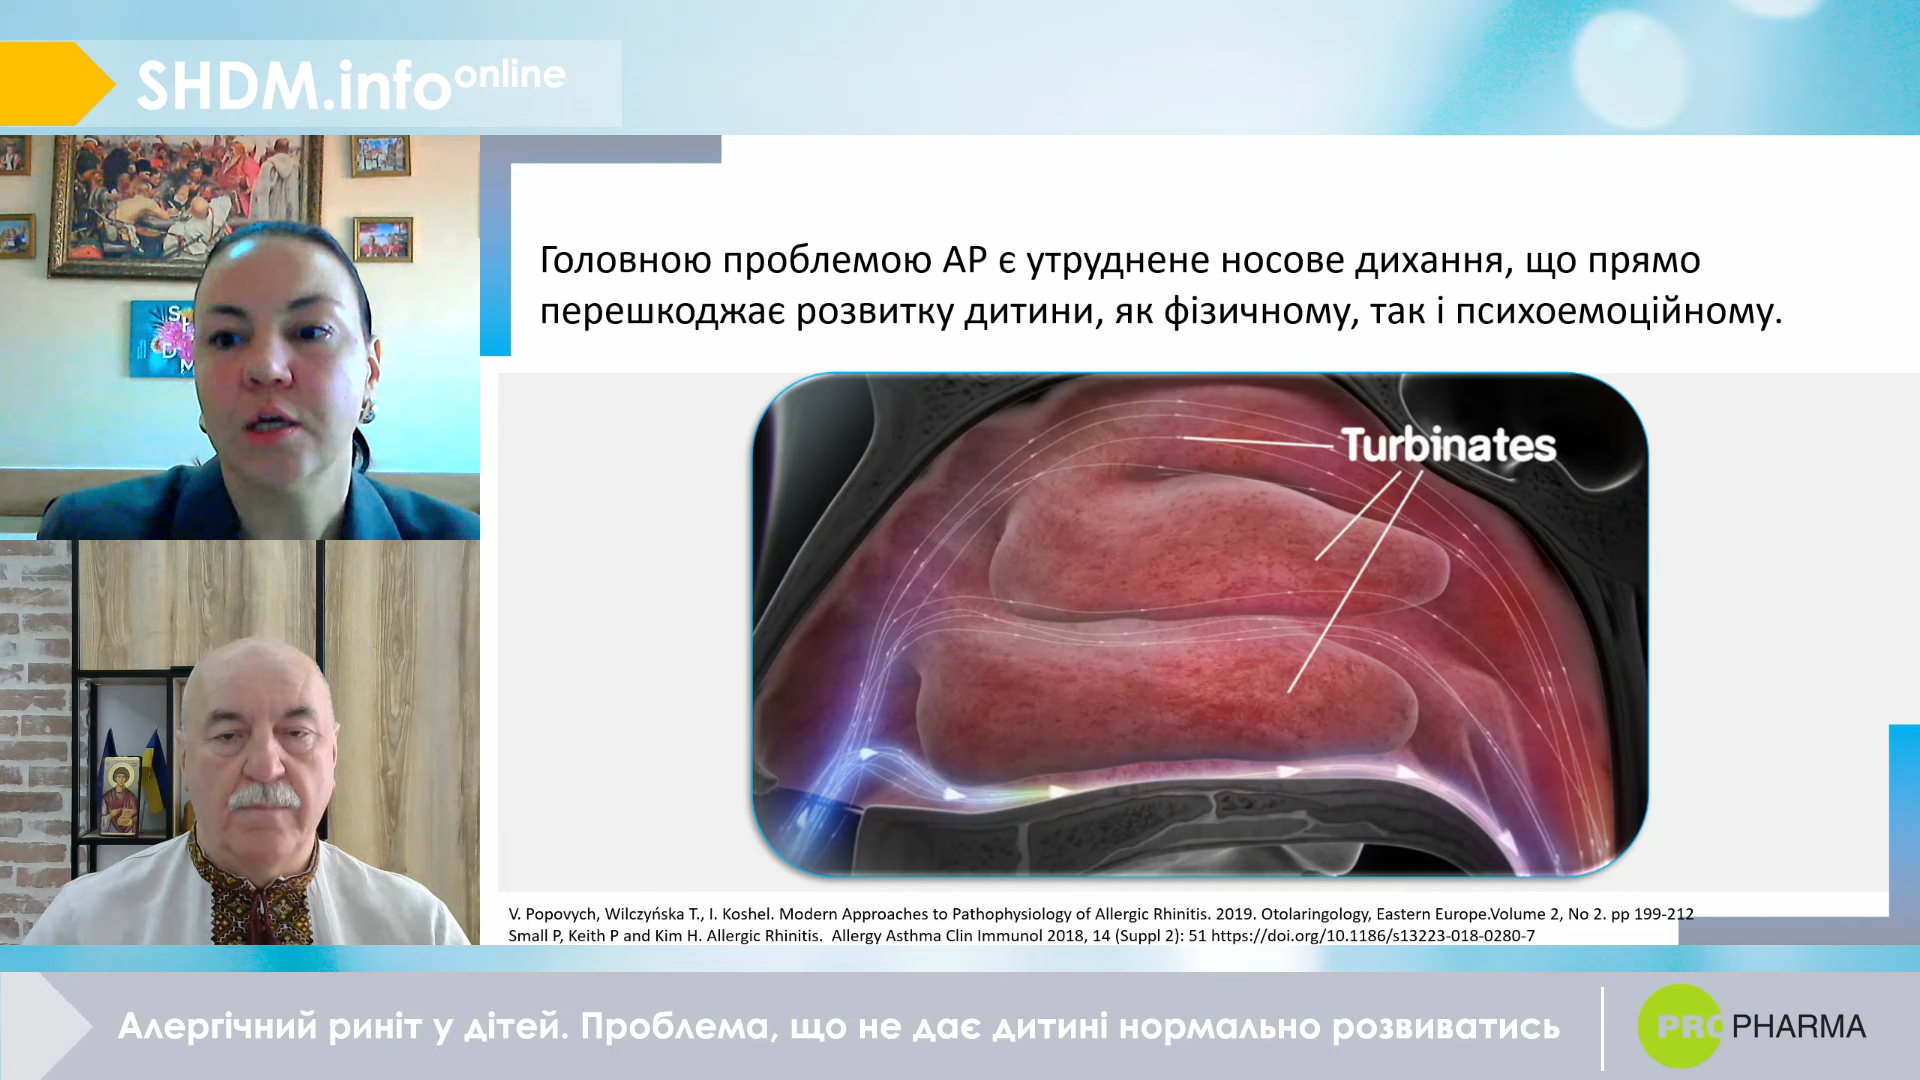 SHDM.info online
S
H
D
M
Головною проблемою АР є утруднене носове дихання, що прямо
перешкоджає розвитку дитини, як фізичному, так і психоемоційному.
Turbinates
V. Popovych, Wilczyńska T., I. Koshel. Modern Approaches to Pathophysiology of Allergic Rhinitis. 2019. Otolaringology, Eastern Europe.Volume 2, No 2. pp 199-212
Small P, Keith P and Kim H. Allergic Rhinitis. Allergy Asthma Clin Immunol 2018, 14 (Suppl 2): 51 https://doi.org/10.1186/s13223-018-0280-7
Алергічний риніт у дітей. Проблема, що не дає дитині нормально розвиватись
PRO PHARMA